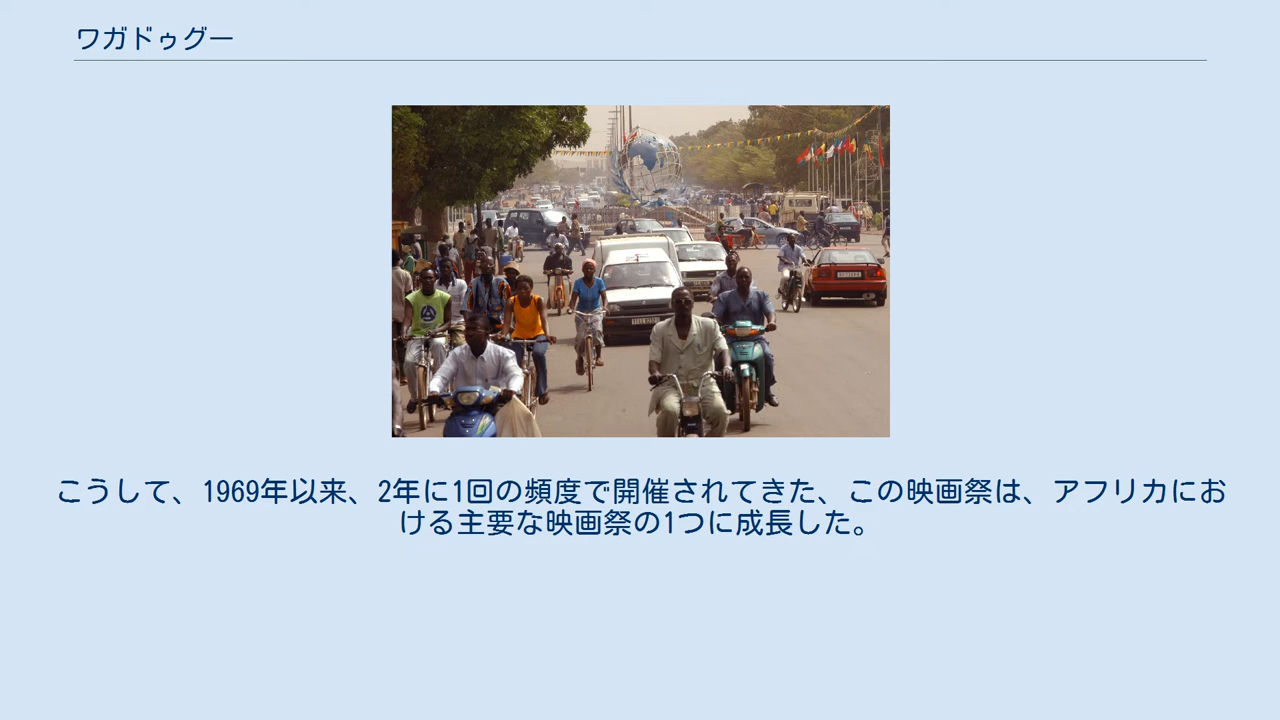 ワガドゥグー
こうして、1969年以来、2年に1回の頻度で開催されてきた、この映画祭は、アフリカにお
ける主要な映画祭の1つに成長した。